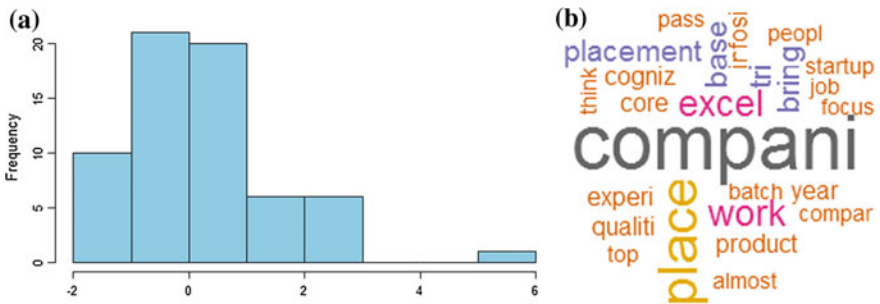 (a)
Frequency
20
15
10
5
0
-2
0
2
4
6
(b)
pass
infosi
peopl
placement
base
tri
bring
startup
think
cogniz
job
core
excel
focus
compani
experi
place
batch
year
work
compar
qualiti
top
product
almost